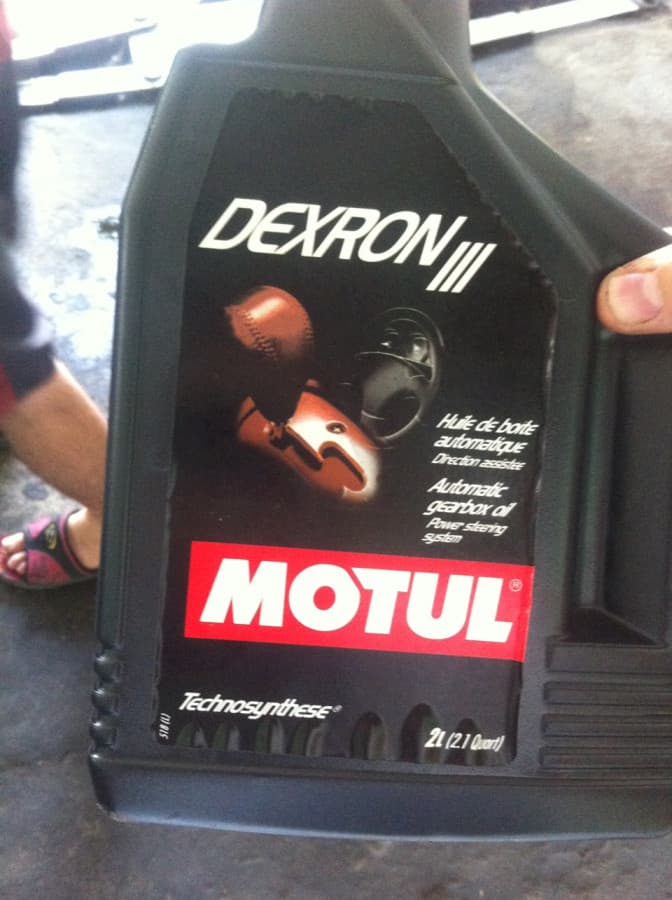 DEXRON III
Huile de boîte
automatique
Direction assistée
Automatic
gearbox oil
Power steering
system
MOTUL®
Technosynthese®
2L (2.1 Quart)